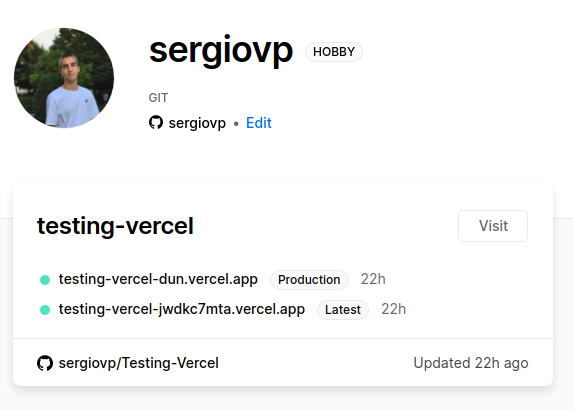 sergiovp HOBBY
GIT
sergiovp • Edit
testing-vercel Visit
testing-vercel-dun.vercel.app Production 22h
testing-vercel-jwdkc7mta.vercel.app Latest 22h
sergiovp/Testing-Vercel Updated 22h ago